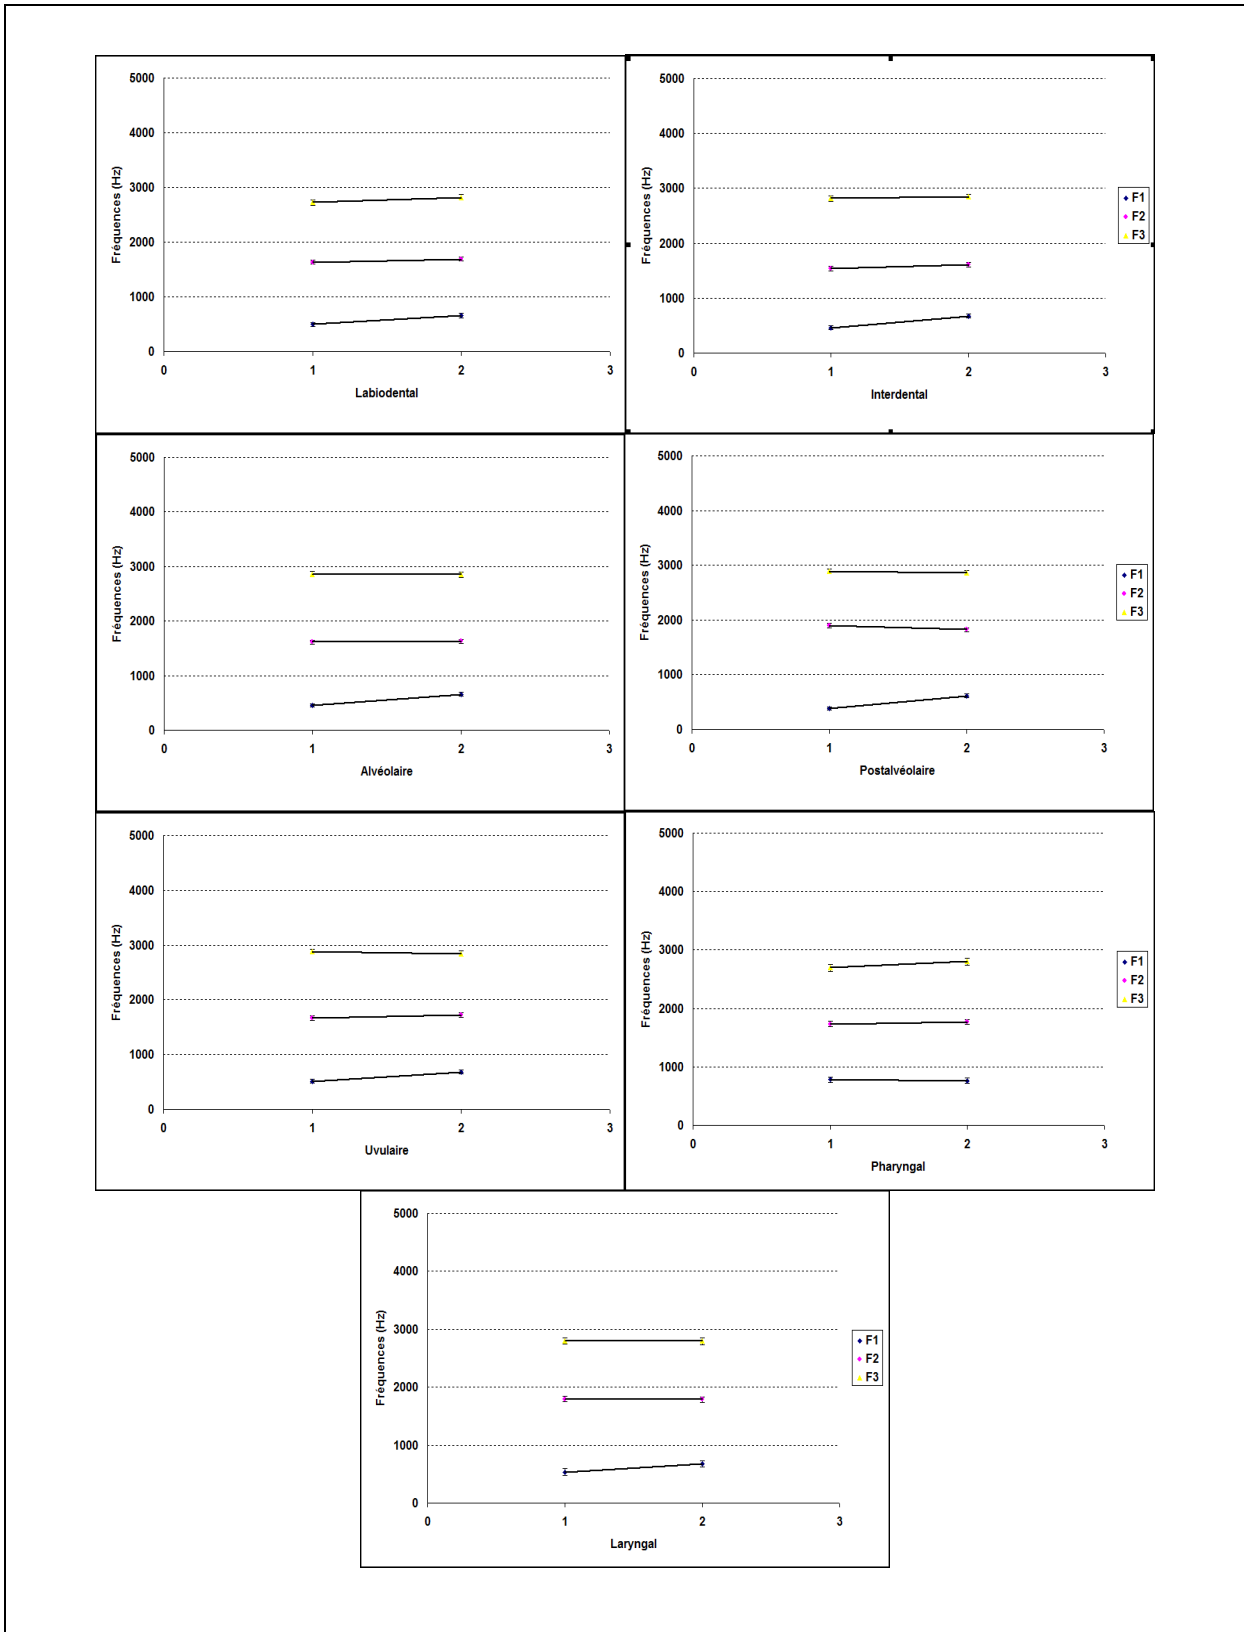 5000
4000
3000
2000
1000
0
Fréquences (Hz)
0 1 2 3
Labiodental
5000
4000
3000
2000
1000
0
Fréquences (Hz)
0 1 2 3
Interdental
F1
F2
F3
5000
4000
3000
2000
1000
0
Fréquences (Hz)
0 1 2 3
Alvéolaire
5000
4000
3000
2000
1000
0
Fréquences (Hz)
0 1 2 3
Postalvéolaire
F1
F2
F3
5000
4000
3000
2000
1000
0
Fréquences (Hz)
0 1 2 3
Uvulaire
5000
4000
3000
2000
1000
0
Fréquences (Hz)
0 1 2 3
Pharyngal
F1
F2
F3
5000
4000
3000
2000
1000
0
Fréquences (Hz)
0 1 2 3
Laryngal
F1
F2
F3